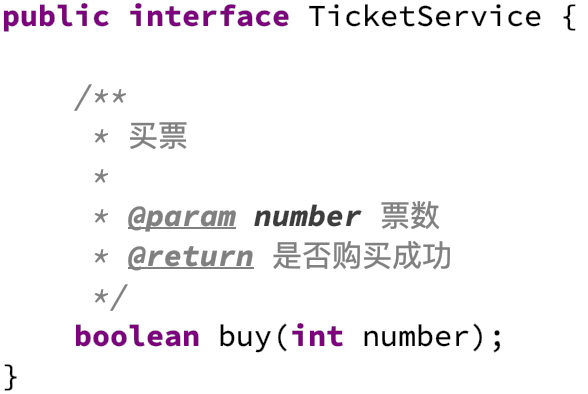 public interface TicketService {
/**
* 买票
*
* @param number 票数
* @return 是否购买成功
*/
boolean buy(int number);
}